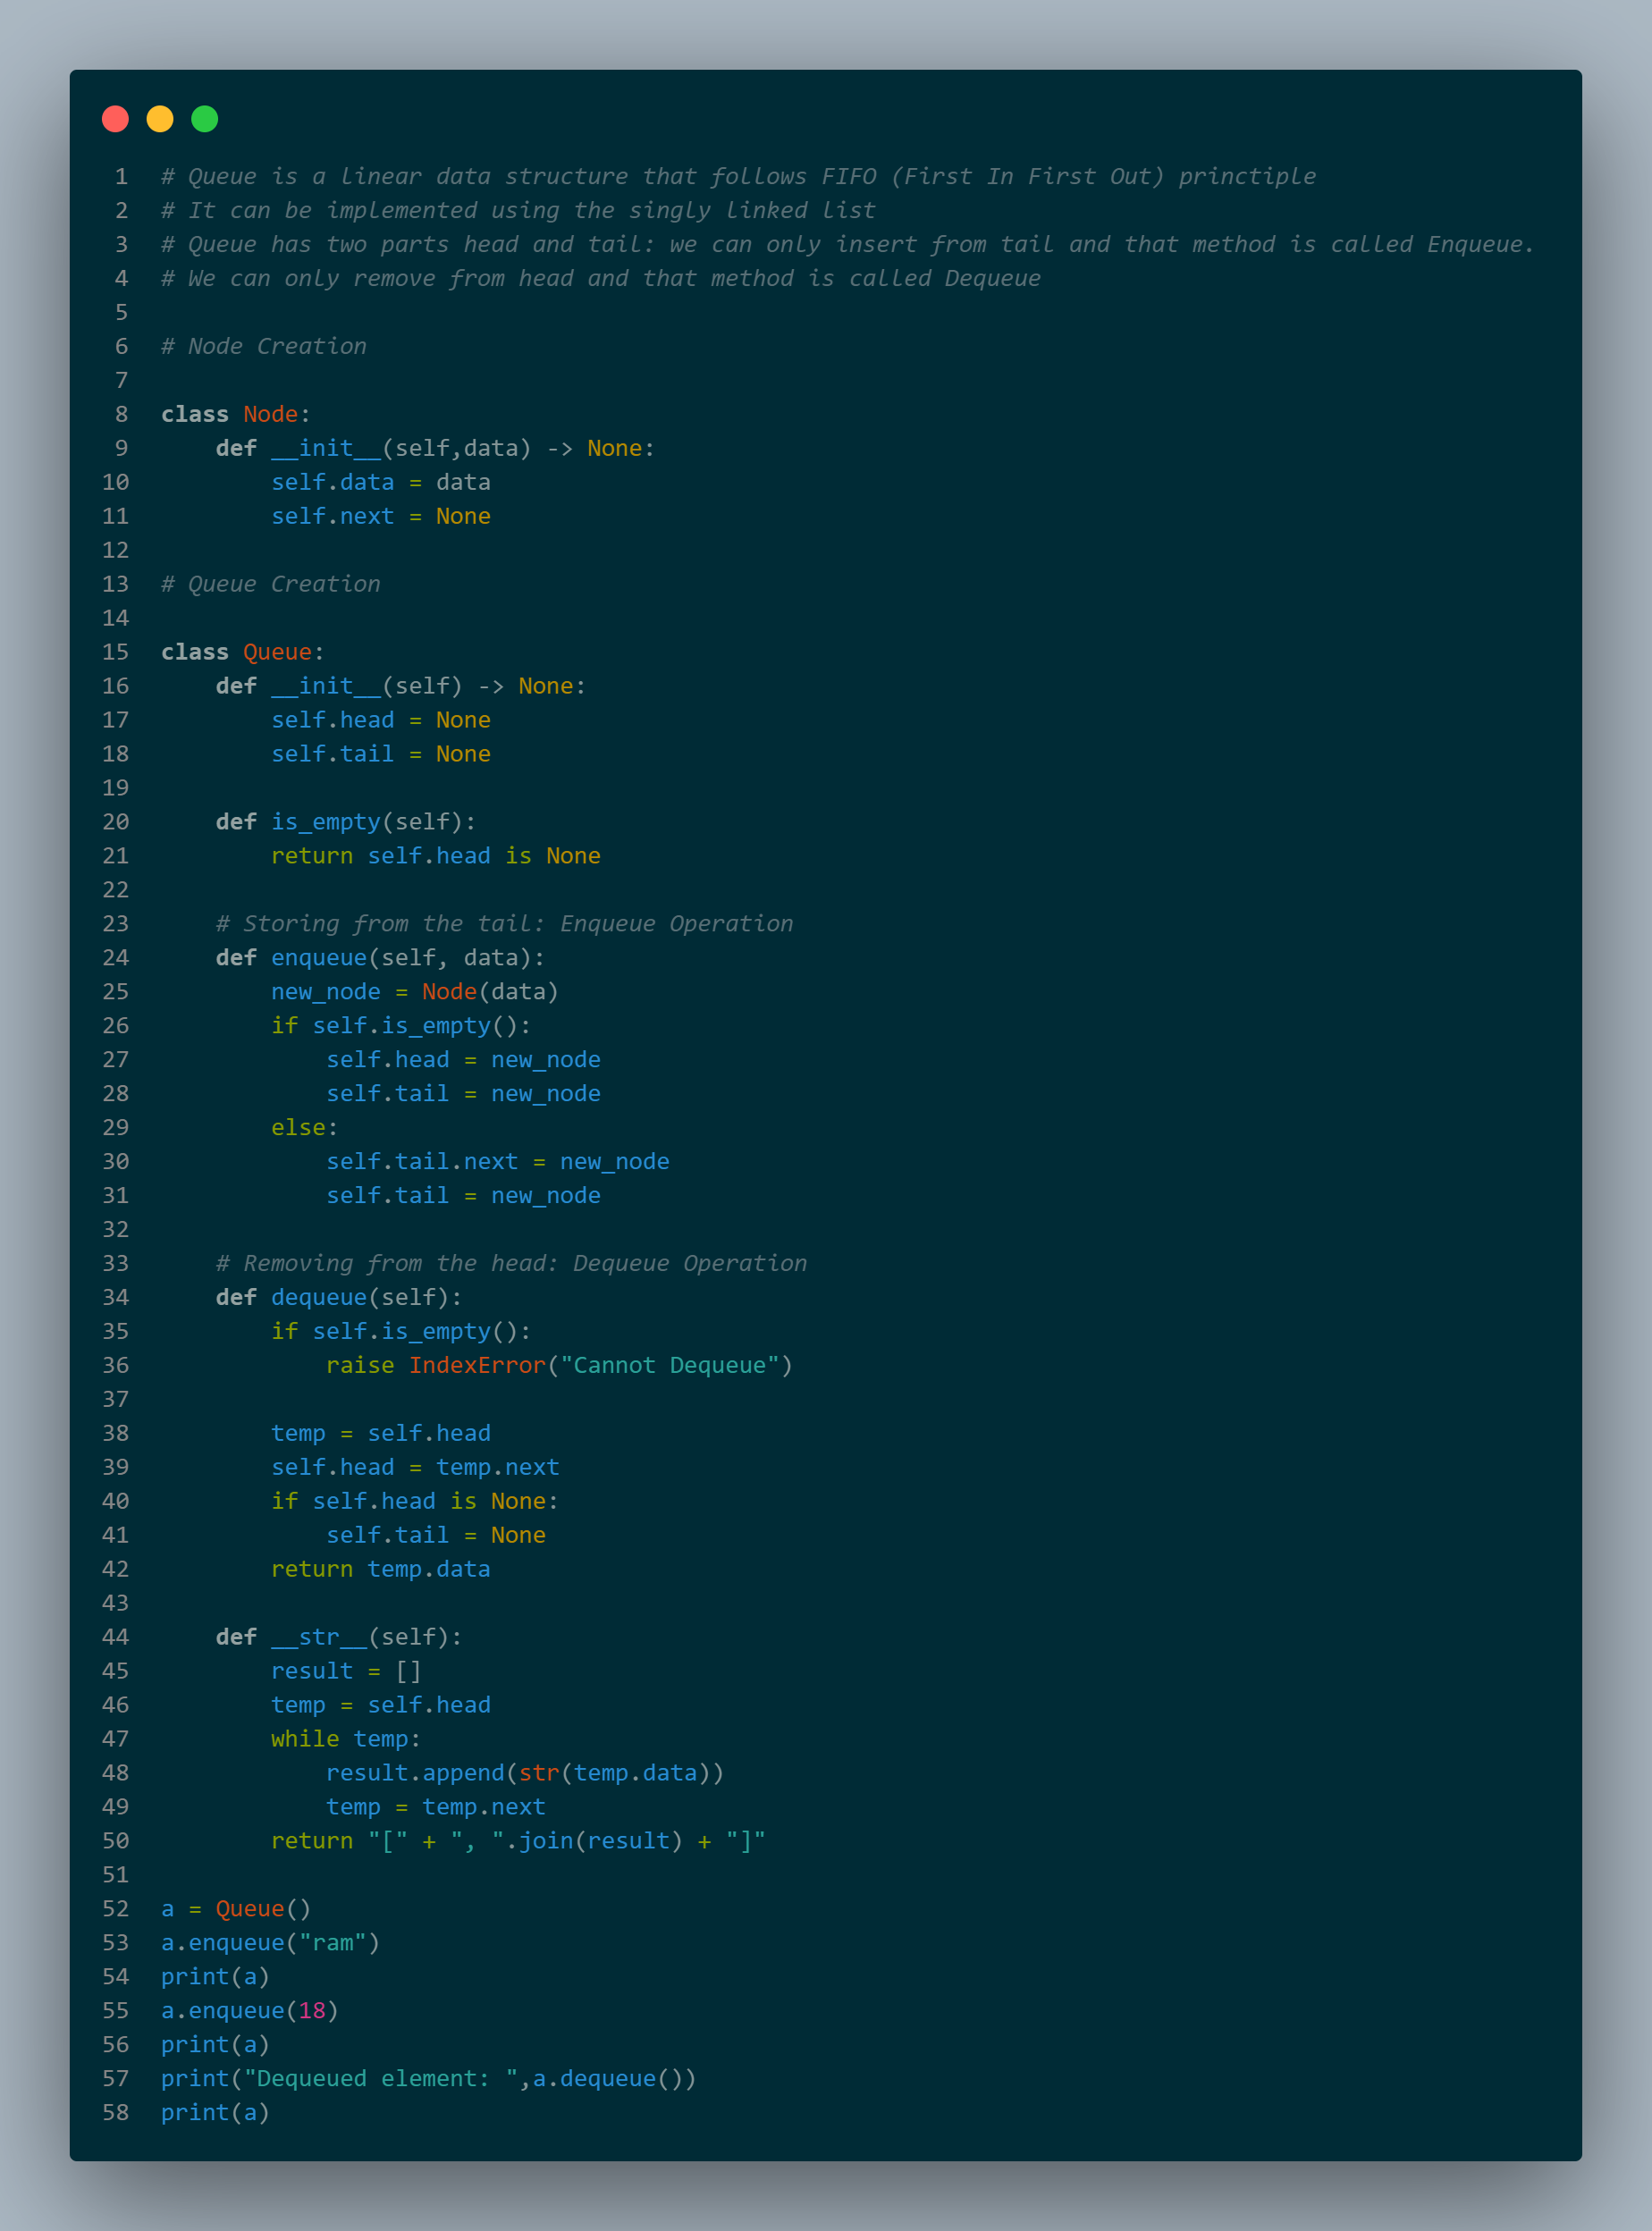 1 # Queue is a linear data structure that follows FIFO (First In First Out) princtiple
2 # It can be implemented using the singly linked list
3 # Queue has two parts head and tail: we can only insert from tail and that method is called Enqueue.
4 # We can only remove from head and that method is called Dequeue
5
6 # Node Creation
7
8 class Node:
9     def __init__(self,data) -> None:
10         self.data = data
11         self.next = None
12
13 # Queue Creation
14
15 class Queue:
16     def __init__(self) -> None:
17         self.head = None
18         self.tail = None
19
20     def is_empty(self):
21         return self.head is None
22
23     # Storing from the tail: Enqueue Operation
24     def enqueue(self, data):
25         new_node = Node(data)
26         if self.is_empty():
27             self.head = new_node
28             self.tail = new_node
29         else:
30             self.tail.next = new_node
31             self.tail = new_node
32
33     # Removing from the head: Dequeue Operation
34     def dequeue(self):
35         if self.is_empty():
36             raise IndexError("Cannot Dequeue")
37
38         temp = self.head
39         self.head = temp.next
40         if self.head is None:
41             self.tail = None
42         return temp.data
43
44     def __str__(self):
45         result = []
46         temp = self.head
47         while temp:
48             result.append(str(temp.data))
49             temp = temp.next
50         return "[" + ", ".join(result) + "]"
51
52 a = Queue()
53 a.enqueue("ram")
54 print(a)
55 a.enqueue(18)
56 print(a)
57 print("Dequeued element: ",a.dequeue())
58 print(a)